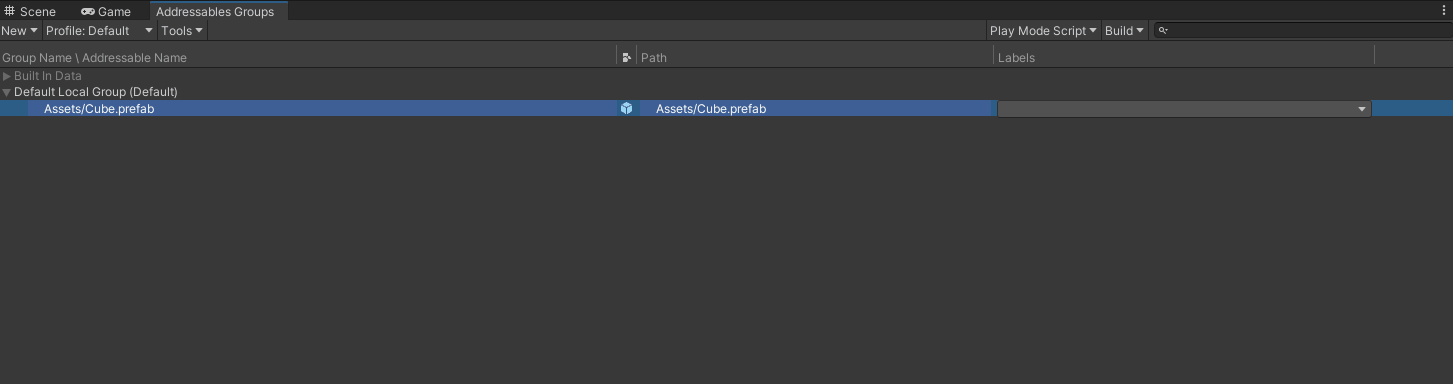 Scene Game Addressables Groups
New Profile: Default Tools Play Mode Script Build
Group Name \ Addressable Name Path Labels
Built In Data
Default Local Group (Default)
Assets/Cube.prefab Assets/Cube.prefab